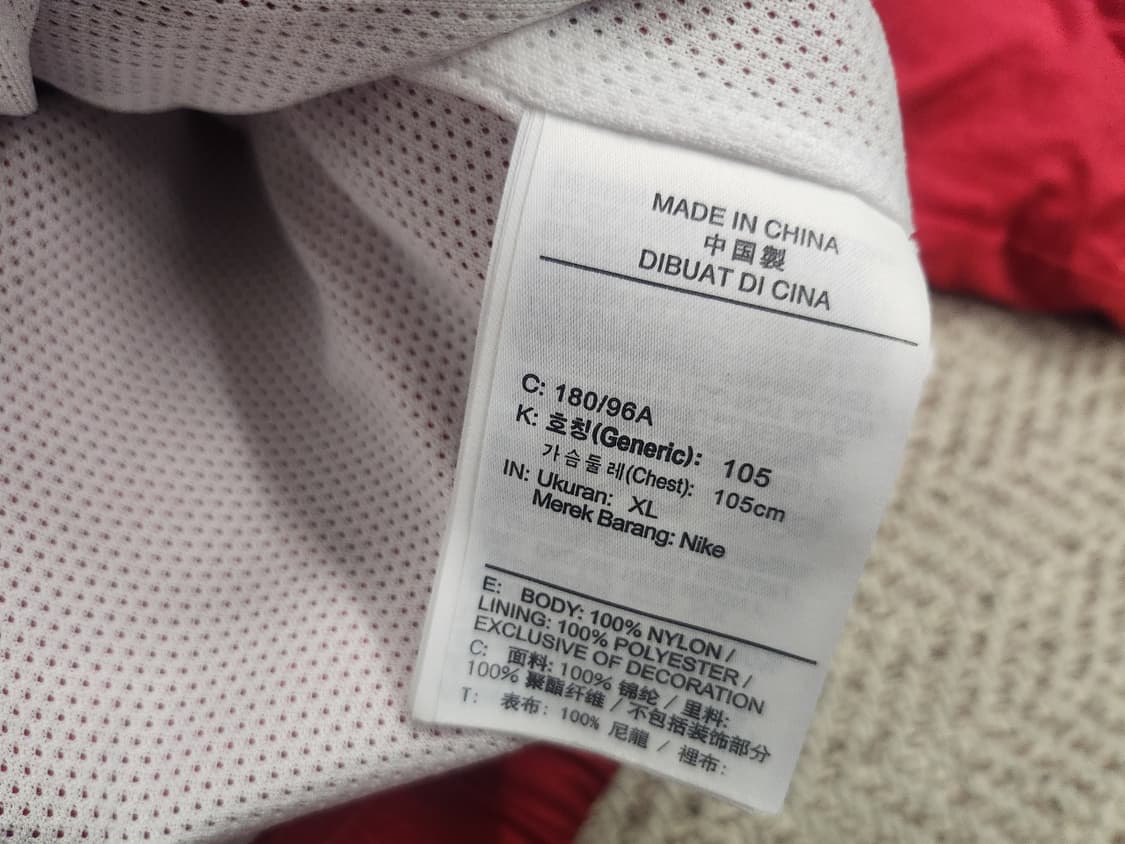 MADE IN CHINA
中国製
DIBUAT DI CINA
C: 180/96A
K: 호칭(Generic): 105
가슴둘레(Chest): 105cm
IN: Ukuran: XL
Merek Barang: Nike
E: BODY: 100% NYLON /
LINING: 100% POLYESTER /
EXCLUSIVE OF DECORATION
C: 面料: 100% 锦纶 / 里料:
100% 聚酯纤维 / 不包括装饰部分
T: 表布: 100% 尼龍 / 裡布: